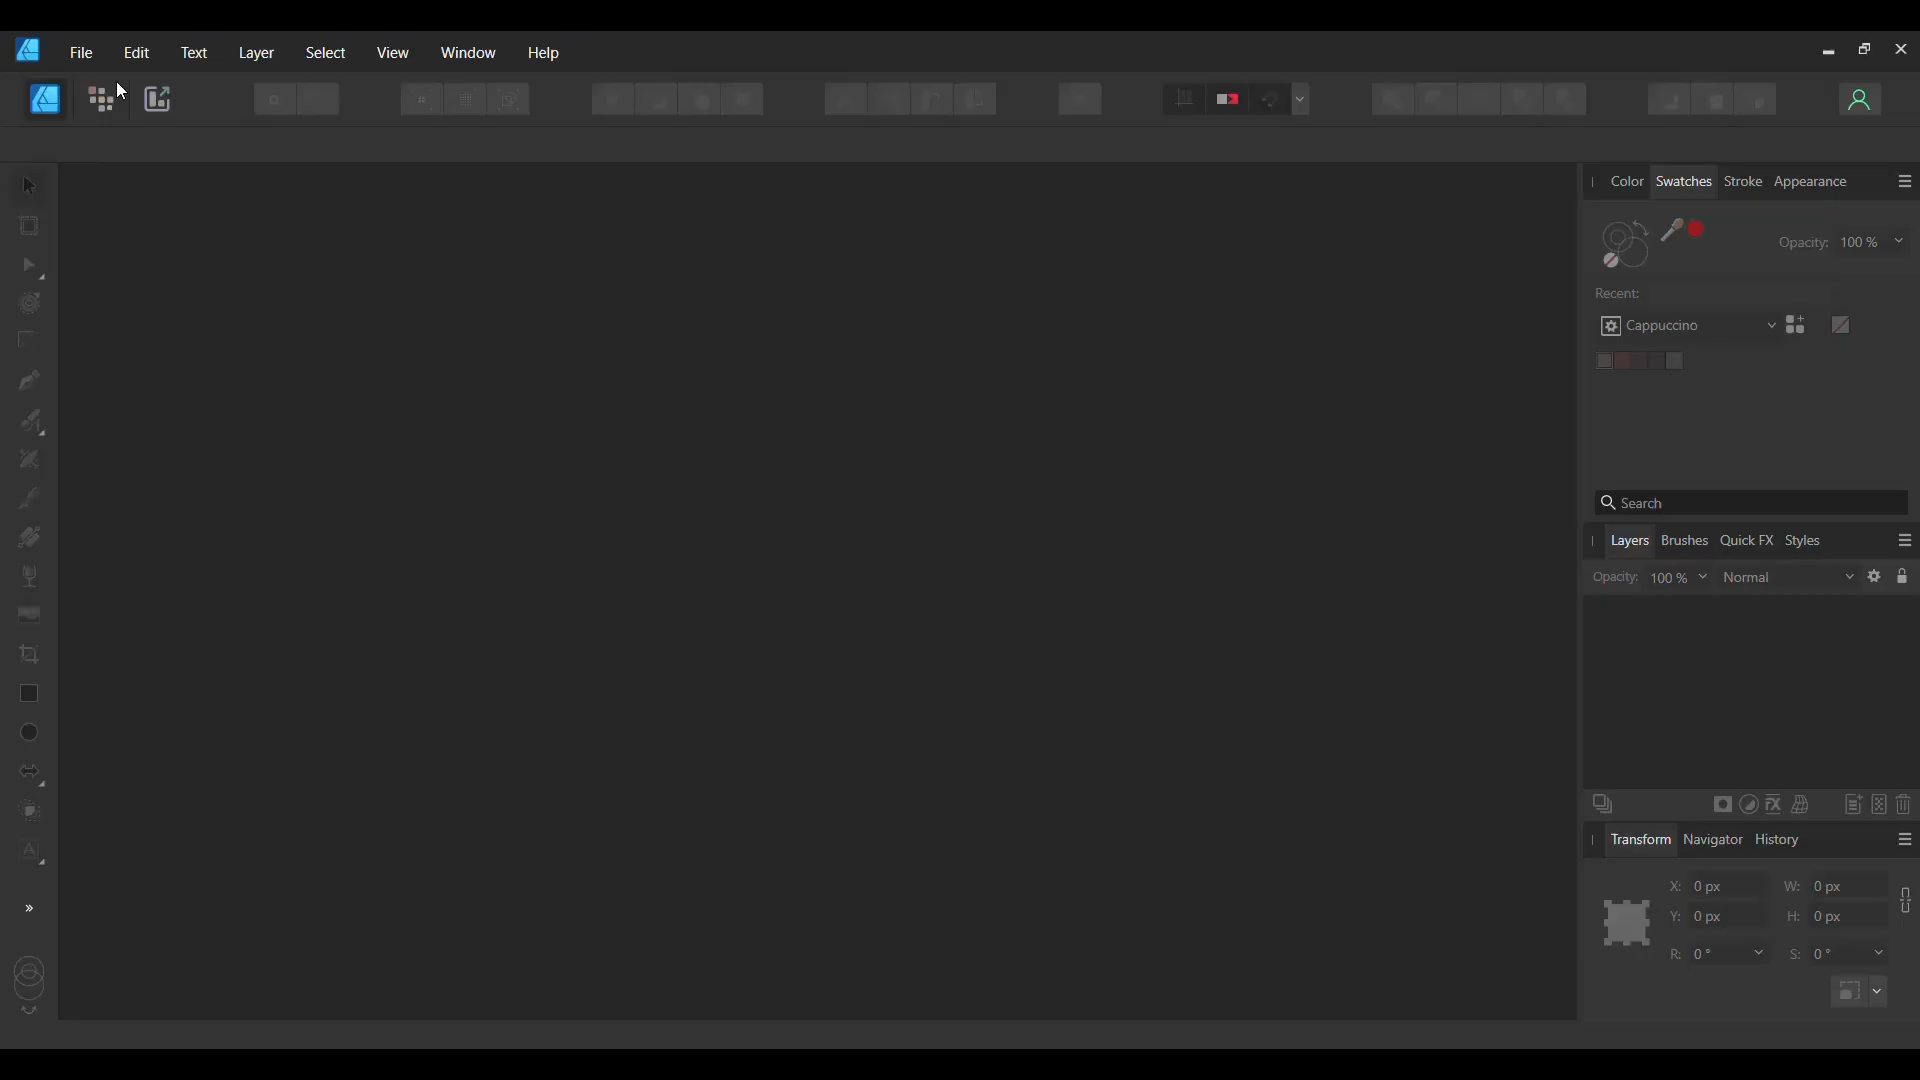 File Edit Text Layer Select View Window Help
Color Swatches Stroke Appearance
Opacity: 100 %
Recent:
Cappuccino
Search
Layers Brushes Quick FX Styles
Opacity: 100 % Normal
FX
Transform Navigator History
X: 0 px W: 0 px
Y: 0 px H: 0 px
R: 0 ° S: 0 °
A
»